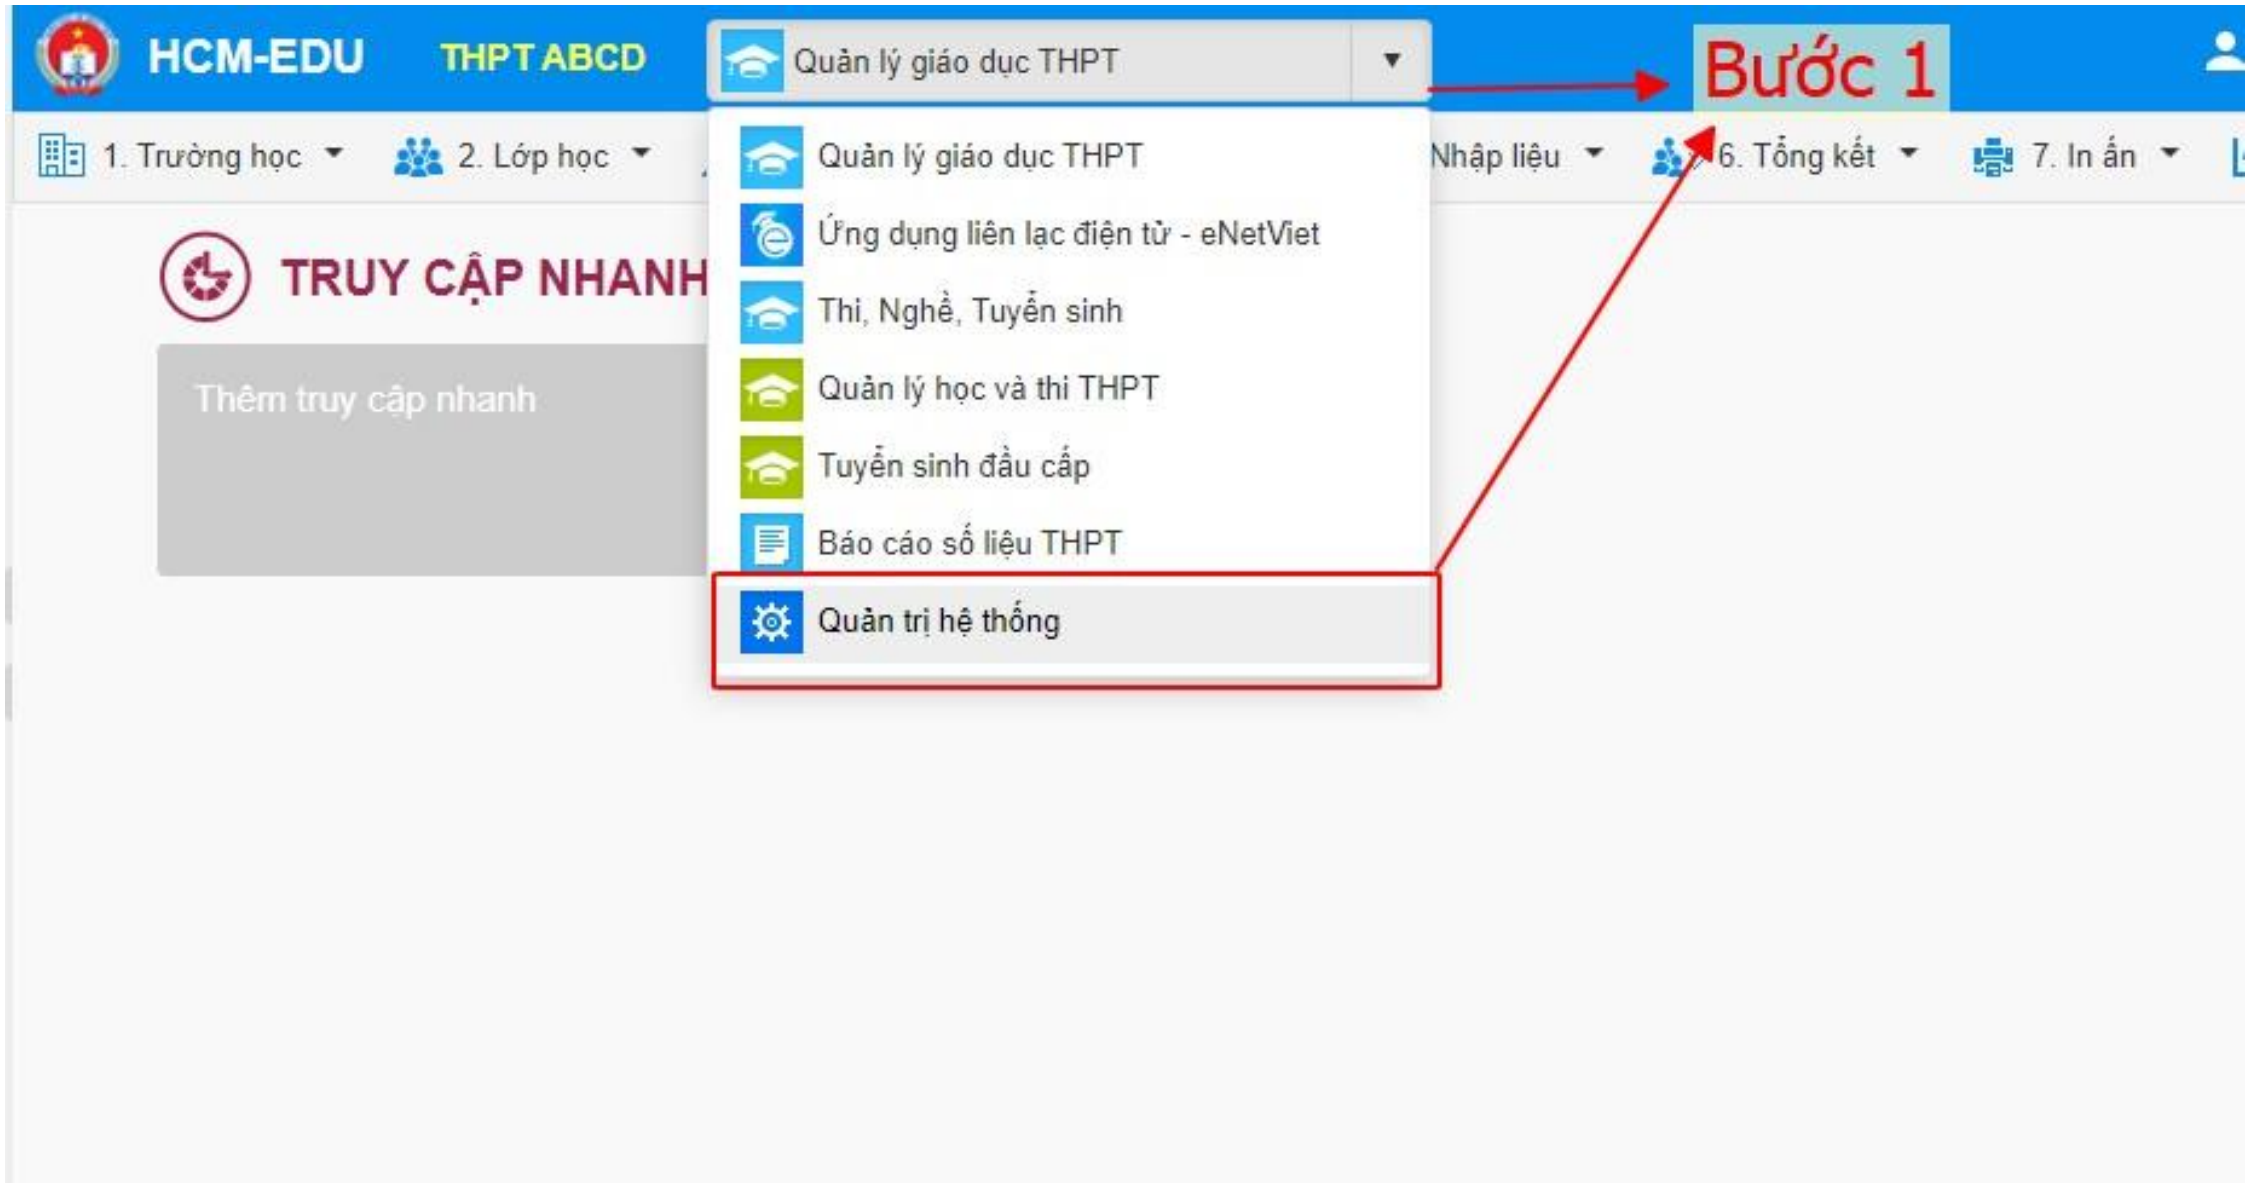 HCM-EDU THPT ABCD Quản lý giáo dục THPT Bước 1
1. Trường học 2. Lớp học Nhập liệu 6. Tổng kết 7. In ấn
Quản lý giáo dục THPT
Ứng dụng liên lạc điện tử - eNetViet
TRUY CẬP NHANH
Thi, Nghề, Tuyển sinh
Thêm truy cập nhanh
Quản lý học và thi THPT
Tuyển sinh đầu cấp
Báo cáo số liệu THPT
Quản trị hệ thống